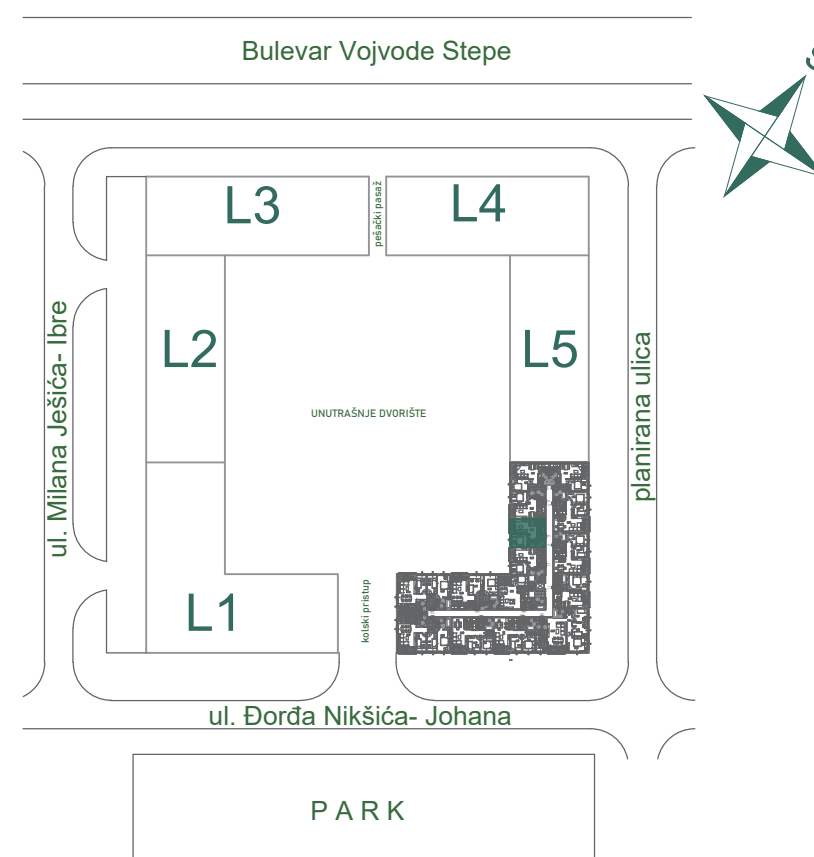 Bulevar Vojvode Stepe
L3
pešački pasaž
L4
L2
L5
ul. Milana Ješića- Ibre
UNUTRAŠNJE DVORIŠTE
planirana ulica
L1
kolski pristup
ul. Đorđa Nikšića- Johana
PARK